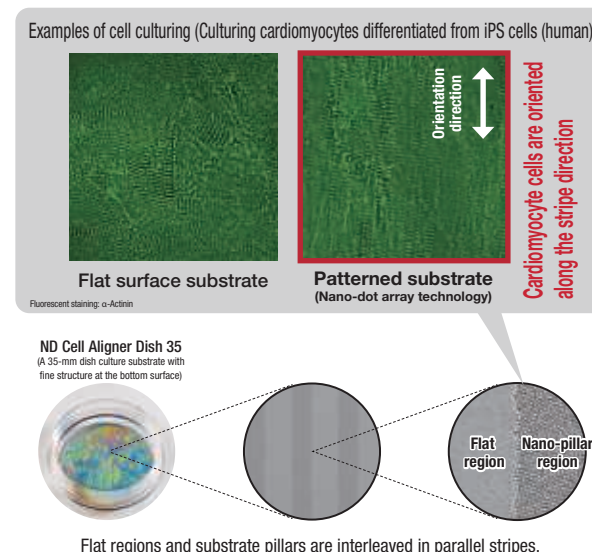 Examples of cell culturing (Culturing cardiomyocytes differentiated from iPS cells (human)
Orientation
direction
Cardiomyocyte cells are oriented
along the stripe direction
Flat surface substrate
Patterned substrate
(Nano-dot array technology)
Fluorescent staining: α-Actinin
ND Cell Aligner Dish 35
(A 35-mm dish culture substrate with
fine structure at the bottom surface)
Flat
region
Nano-pillar
region
Flat regions and substrate pillars are interleaved in parallel stripes.